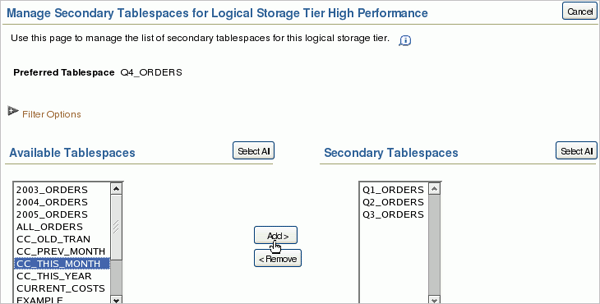 Manage Secondary Tablespaces for Logical Storage Tier High Performance
Cancel
Use this page to manage the list of secondary tablespaces for this logical storage tier.
Preferred Tablespace Q4_ORDERS
Filter Options
Available Tablespaces
Select All
Secondary Tablespaces
Select All
2003_ORDERS
2004_ORDERS
2005_ORDERS
ALL_ORDERS
CC_OLD_TRAN
CC_PREV_MONTH
CC_THIS_MONTH
CC_THIS_YEAR
CURRENT_COSTS
EXAMPLE
Add >
< Remove
Q1_ORDERS
Q2_ORDERS
Q3_ORDERS